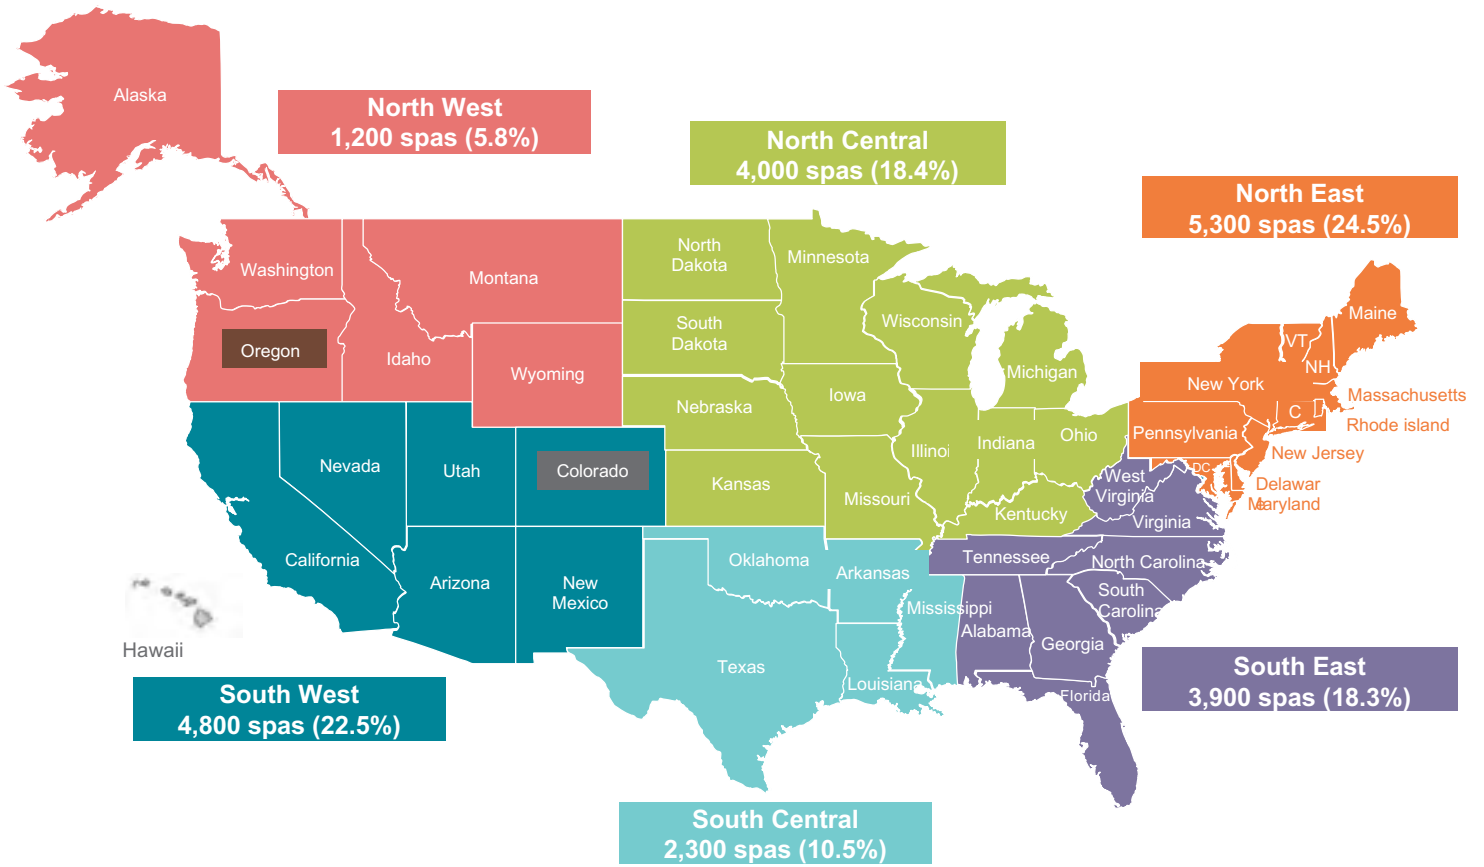 Alaska
North West
1,200 spas (5.8%)
North Central
4,000 spas (18.4%)
North East
5,300 spas (24.5%)
Washington
Montana
North
Dakota
Minnesota
Oregon
Idaho
Wyoming
South
Dakota
Wisconsin
Michigan
Maine
VT
NH
New York
Massachusetts
C
Rhode island
Nebraska
Iowa
Illinoi
Indiana
Ohio
Pennsylvania
New Jersey
Nevada
Utah
Colorado
Kansas
Missouri
Kentucky
West
Virginia
DC
Delawar
e
Maryland
Virginia
California
Arizona
New
Mexico
Oklahoma
Arkansas
Tennessee
North Carolina
South
Carolina
Mississippi
Alabama
Georgia
Hawaii
Texas
Louisiana
Florida
South West
4,800 spas (22.5%)
South East
3,900 spas (18.3%)
South Central
2,300 spas (10.5%)